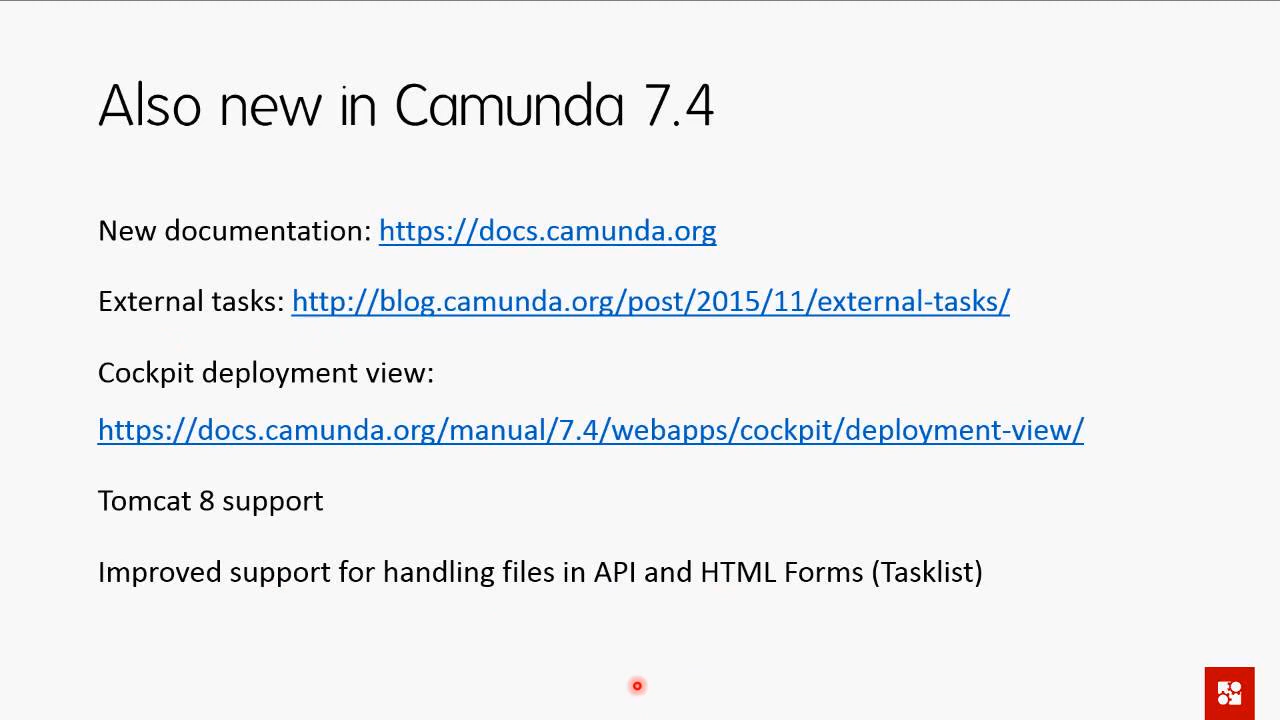 Also new in Camunda 7.4
New documentation: https://docs.camunda.org
External tasks: http://blog.camunda.org/post/2015/11/external-tasks/
Cockpit deployment view:
https://docs.camunda.org/manual/7.4/webapps/cockpit/deployment-view/
Tomcat 8 support
Improved support for handling files in API and HTML Forms (Tasklist)